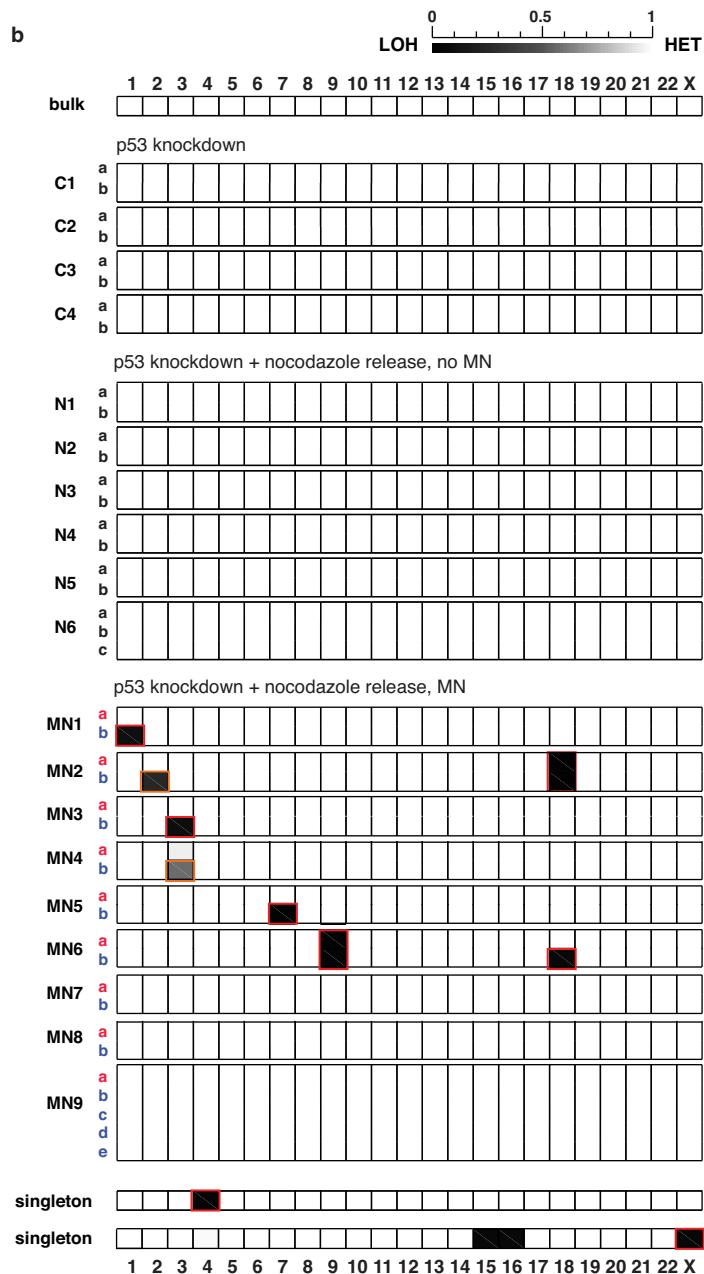 b
0 0.5 1
LOH HET
1 2 3 4 5 6 7 8 9 10 11 12 13 14 15 16 17 18 19 20 21 22 X
bulk
p53 knockdown
C1 a
b
C2 a
b
C3 a
b
C4 a
b
p53 knockdown + nocodazole release, no MN
N1 a
b
N2 a
b
N3 a
b
N4 a
b
N5 a
b
N6 a
b
c
p53 knockdown + nocodazole release, MN
MN1 a
b
MN2 a
b
MN3 a
b
MN4 a
b
MN5 a
b
MN6 a
b
MN7 a
b
MN8 a
b
MN9 a
b
c
d
e
singleton
singleton
1 2 3 4 5 6 7 8 9 10 11 12 13 14 15 16 17 18 19 20 21 22 X